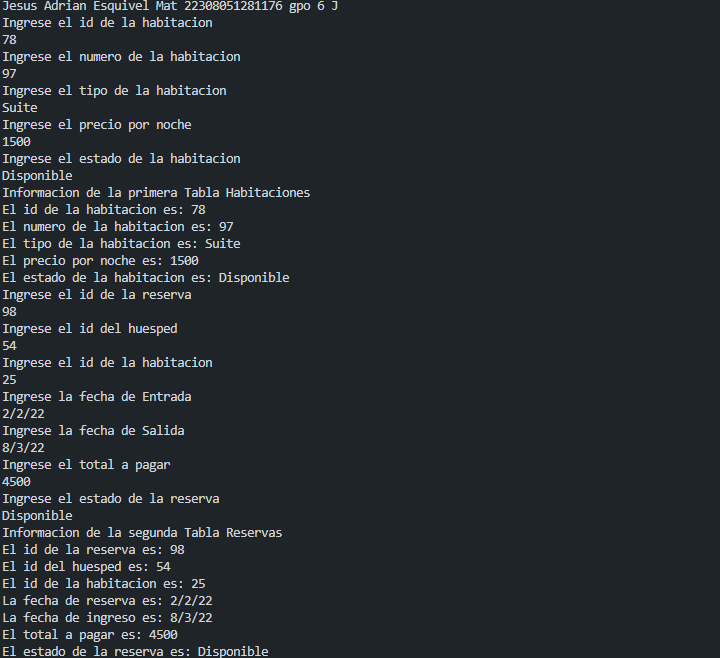 Jesus Adrian Esquivel Mat 22308051281176 gpo 6 J
Ingrese el id de la habitacion
78
Ingrese el numero de la habitacion
97
Ingrese el tipo de la habitacion
Suite
Ingrese el precio por noche
1500
Ingrese el estado de la habitacion
Disponible
Informacion de la primera Tabla Habitaciones
El id de la habitacion es: 78
El numero de la habitacion es: 97
El tipo de la habitacion es: Suite
El precio por noche es: 1500
El estado de la habitacion es: Disponible
Ingrese el id de la reserva
98
Ingrese el id del huesped
54
Ingrese el id de la habitacion
25
Ingrese la fecha de Entrada
2/2/22
Ingrese la fecha de Salida
8/3/22
Ingrese el total a pagar
4500
Ingrese el estado de la reserva
Disponible
Informacion de la segunda Tabla Reservas
El id de la reserva es: 98
El id del huesped es: 54
El id de la habitacion es: 25
La fecha de reserva es: 2/2/22
La fecha de ingreso es: 8/3/22
El total a pagar es: 4500
El estado de la reserva es: Disponible